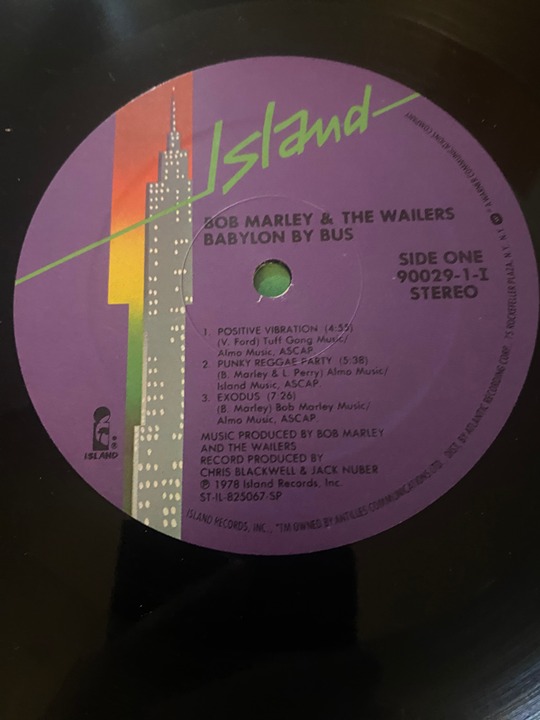 Island
BOB MARLEY & THE WAILERS
BABYLON BY BUS
SIDE ONE
90029-1-I
STEREO
1. POSITIVE VIBRATION (4:55)
(V. Ford) Tuff Gong Music/
Almo Music, ASCAP.
2. PUNKY REGGAE PARTY (5:38)
(B. Marley & L. Perry) Almo Music/
Island Music, ASCAP.
3. EXODUS (7:26)
(B. Marley) Bob Marley Music/
Almo Music, ASCAP.
MUSIC PRODUCED BY BOB MARLEY
AND THE WAILERS
RECORD PRODUCED BY
CHRIS BLACKWELL & JACK NUBER
℗ 1978 Island Records, Inc.
ST-IL-825067-SP
ISLAND
ISLAND RECORDS, INC., "TM OWNED BY ANTILLES COMMUNICATIONS LTD., DIST. BY ATLANTIC RECORDING CORP., 75 ROCKEFELLER PLAZA, N.Y., N.Y. A WARNER COMMUNICATIONS COMPANY